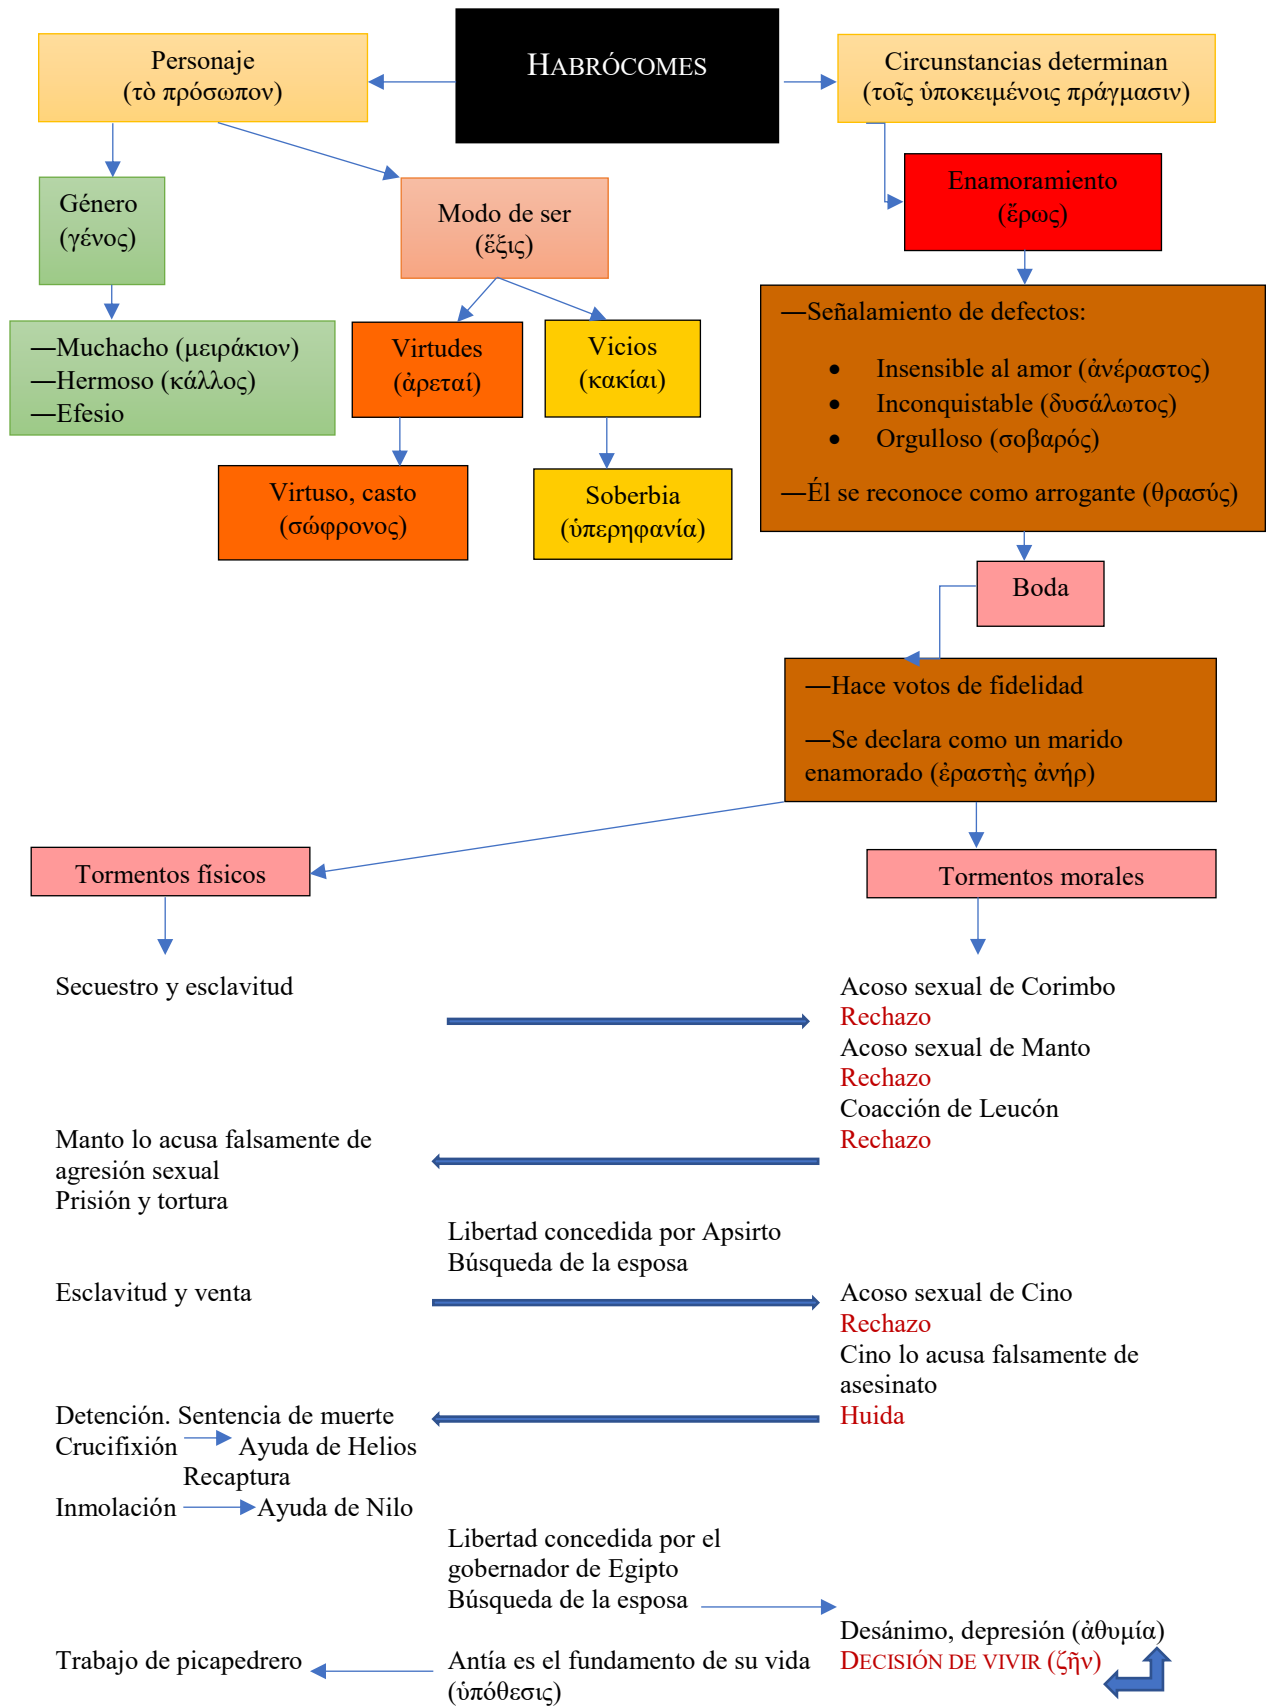 HABRÓCOMES
Personaje
(τὸ πρόσωπον)
Circunstancias determinan
(τοῖς ὑποκειμένοις πράγμασιν)
Género
(γένος)
Modo de ser
(ἕξις)
Enamoramiento
(ἔρως)
—Muchacho (μειράκιον)
—Hermoso (κάλλος)
—Efesio
Virtudes
(ἀρεταί)
Vicios
(κακίαι)
Virtuso, casto
(σώφρονος)
Soberbia
(ὑπερηφανία)
—Señalamiento de defectos:
• Insensible al amor (ἀνέραστος)
• Inconquistable (δυσάλωτος)
• Orgulloso (σοβαρός)
—Él se reconoce como arrogante (θρασύς)
Boda
—Hace votos de fidelidad
—Se declara como un marido
enamorado (ἐραστὴς ἀνήρ)
Tormentos físicos
Tormentos morales
Secuestro y esclavitud
Acoso sexual de Corimbo
Rechazo
Acoso sexual de Manto
Rechazo
Coacción de Leucón
Rechazo
Manto lo acusa falsamente de
agresión sexual
Prisión y tortura
Libertad concedida por Apsirto
Búsqueda de la esposa
Esclavitud y venta
Acoso sexual de Cino
Rechazo
Cino lo acusa falsamente de
asesinato
Huida
Detención. Sentencia de muerte
Crucifixión Ayuda de Helios
Recaptura
Inmolación Ayuda de Nilo
Libertad concedida por el
gobernador de Egipto
Búsqueda de la esposa
Desánimo, depresión (ἀθυμία)
DECISIÓN DE VIVIR (ζῆν)
Antía es el fundamento de su vida
(ὑπόθεσις)
Trabajo de picapedrero